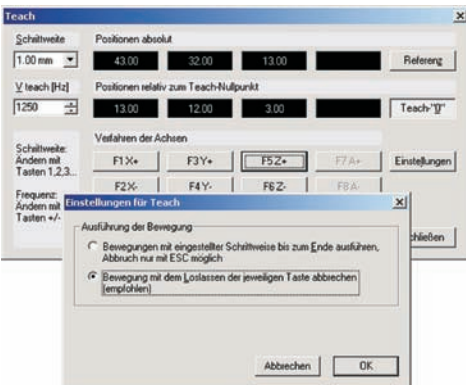 Teach
Schrittweite
Positionen absolut
1.00 mm
43.00
32.00
13.00
Referenz
V teach [Hz]
Positionen relativ zum Teach-Nullpunkt
1250
13.00
12.00
3.00
Teach-"0"
Verfahren der Achsen
Schrittweite:
Ändern mit
Tasten 1,2,3...
F1 X+
F3 Y+
F5 Z+
F7 A+
Einstellungen
Frequenz:
Ändern mit
Tasten +/-
F2 X-
F4 Y-
F6 Z-
F8 A-
chließen
Einstellungen für Teach
Ausführung der Bewegung
Bewegungen mit eingestellter Schrittweise bis zum Ende ausführen,
Abbruch nur mit ESC möglich
Bewegung mit dem Loslassen der jeweiligen Taste abbrechen
(empfohlen)
Abbrechen
OK